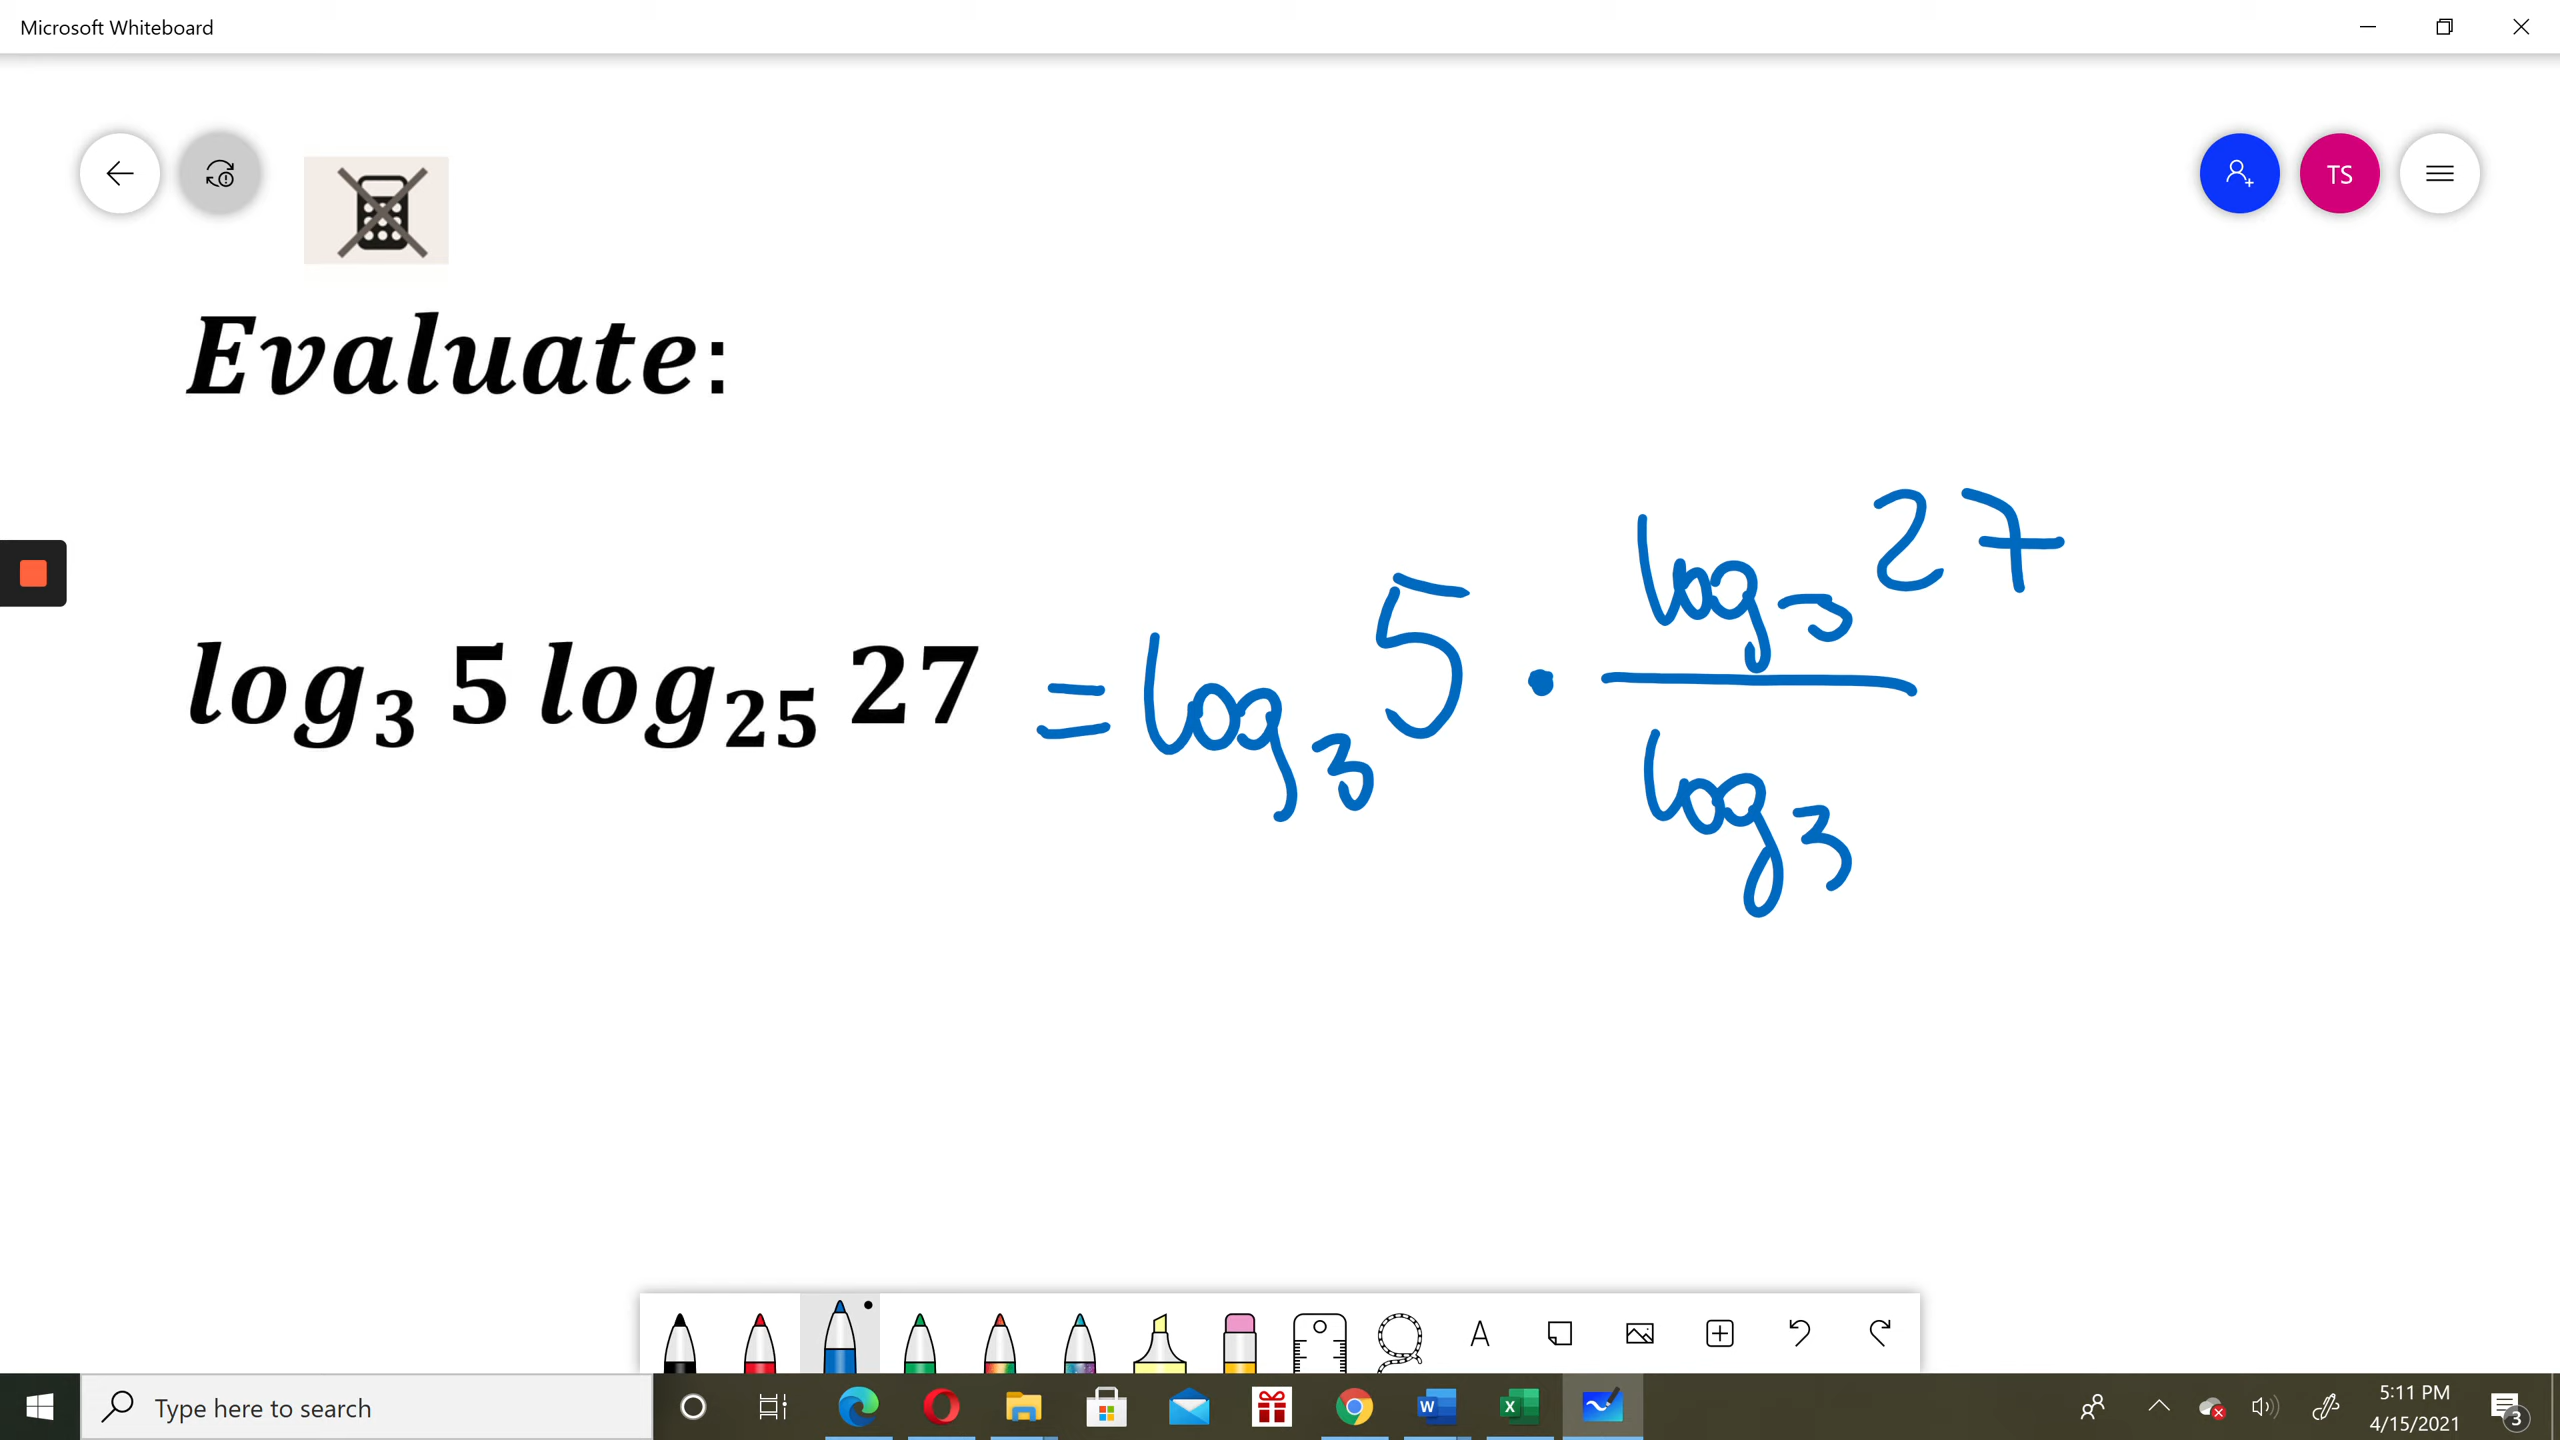 Microsoft Whiteboard
TS
Evaluate:
log₃ 5 log₂₅ 27 = log₃ 5 · log₃ 27
log₃
A
Type here to search
5:11 PM
4/15/2021
3